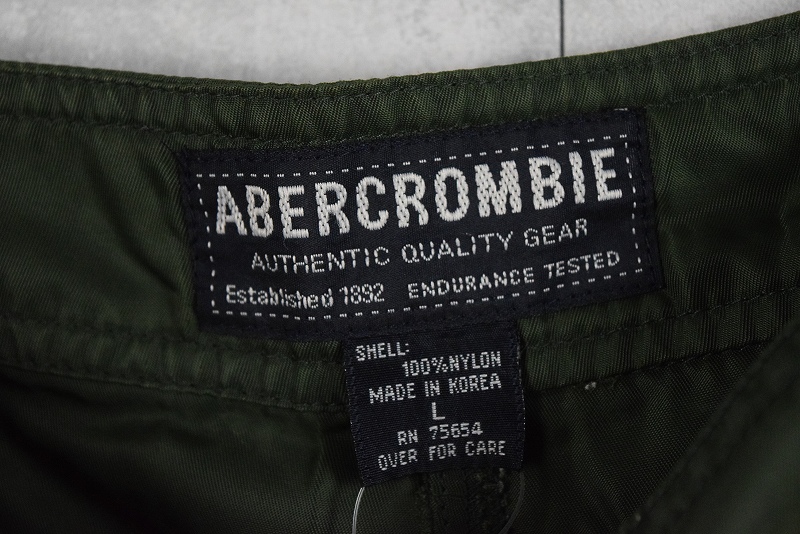 ABERCROMBIE
AUTHENTIC QUALITY GEAR
Established 1892 ENDURANCE TESTED
SHELL:
100%NYLON
MADE IN KOREA
L
RN 75654
OVER FOR CARE